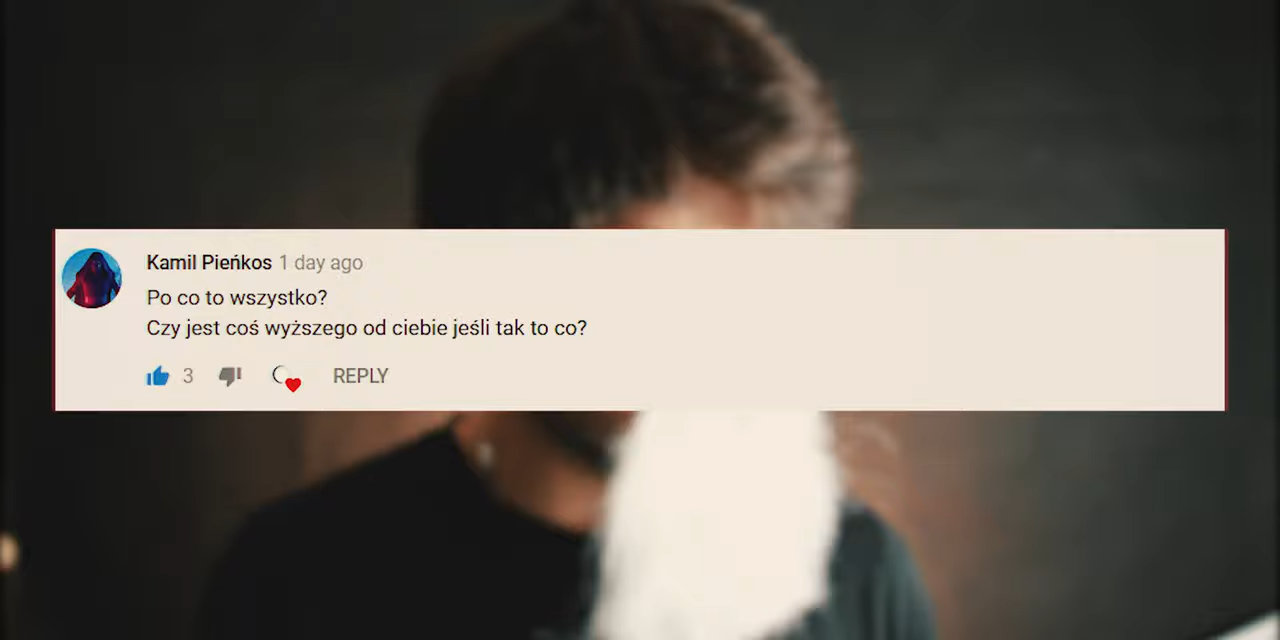 Kamil Pieńkos 1 day ago
Po co to wszystko?
Czy jest coś wyższego od ciebie jeśli tak to co?
3 REPLY